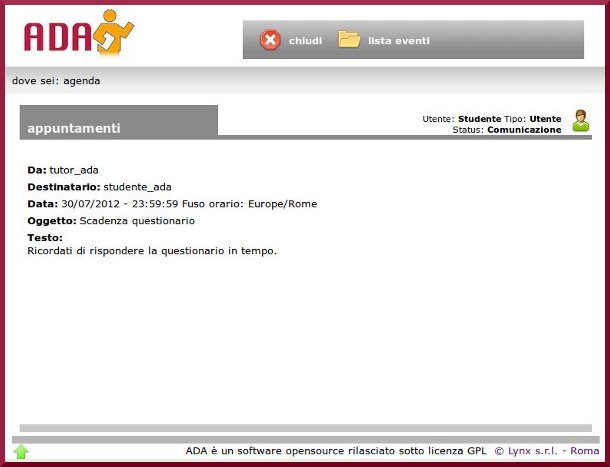 ADA
chiudi lista eventi
dove sei: agenda
appuntamenti
Utente: Studente Tipo: Utente
Status: Comunicazione
Da: tutor_ada
Destinatario: studente_ada
Data: 30/07/2012 - 23:59:59 Fuso orario: Europe/Rome
Oggetto: Scadenza questionario
Testo:
Ricordati di rispondere la questionario in tempo.
ADA è un software opensource rilasciato sotto licenza GPL © Lynx s.r.l. - Roma